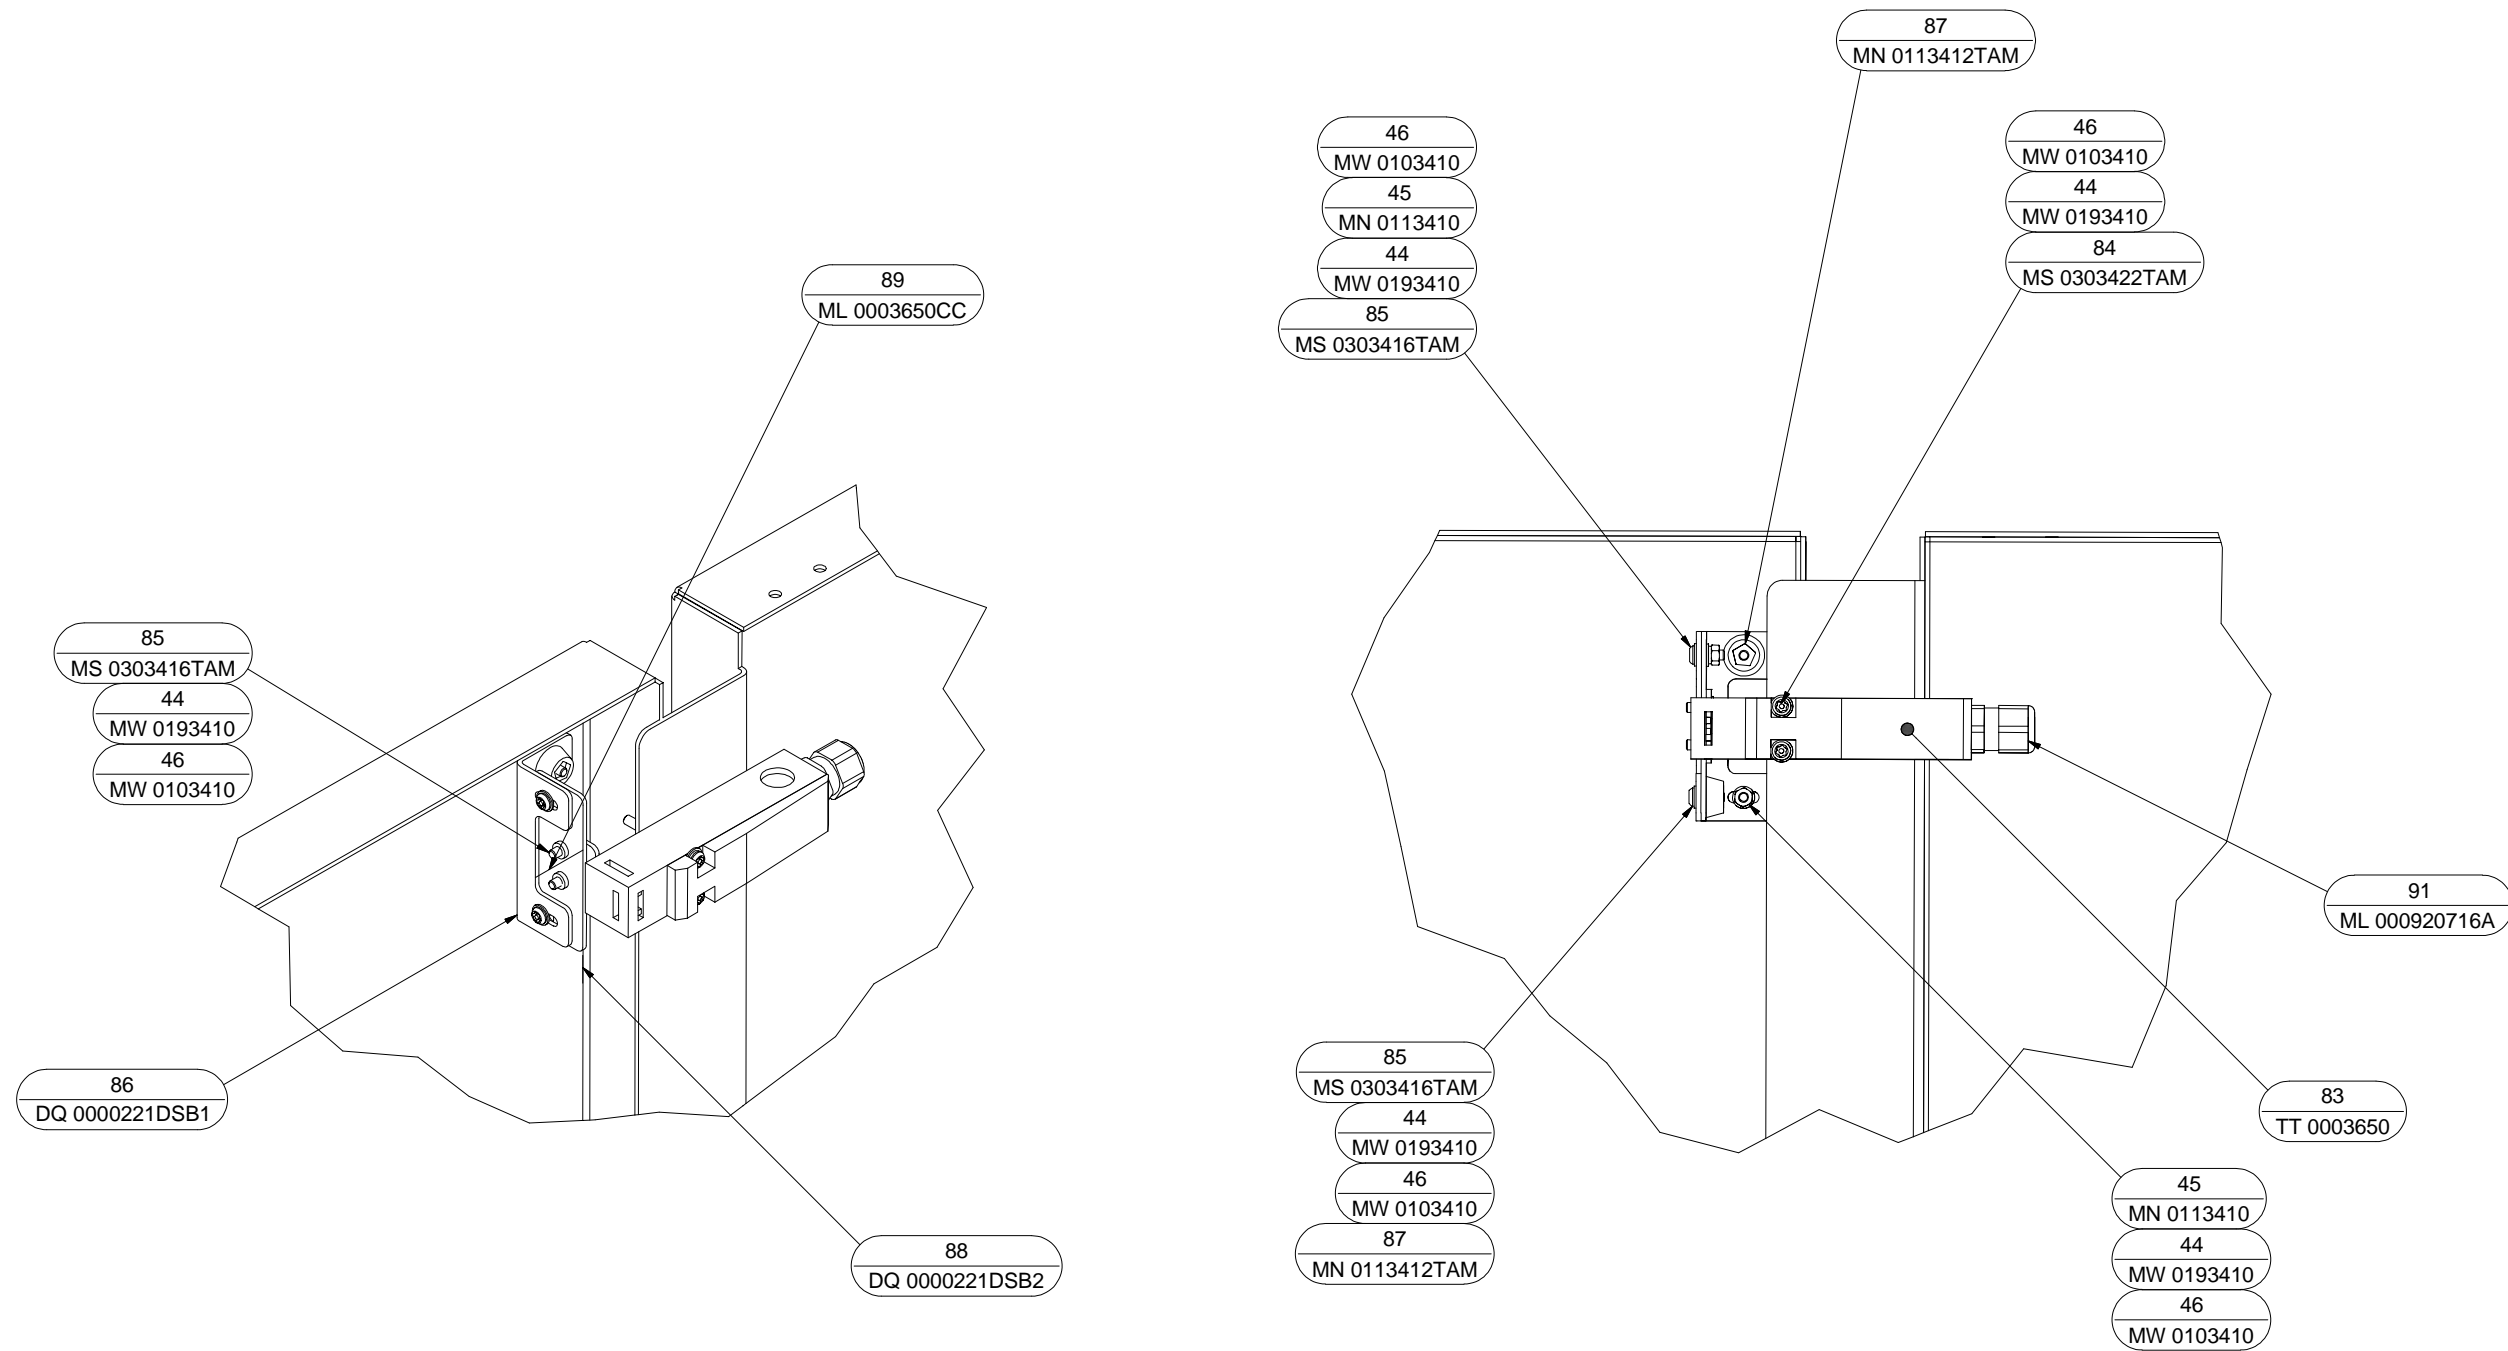 87
MN 0113412TAM
46
MW 0103410
45
MN 0113410
44
MW 0193410
85
MS 0303416TAM
46
MW 0103410
44
MW 0193410
84
MS 0303422TAM
89
ML 0003650CC
85
MS 0303416TAM
44
MW 0193410
46
MW 0103410
86
DQ 0000221DSB1
88
DQ 0000221DSB2
91
ML 000920716A
85
MS 0303416TAM
44
MW 0193410
46
MW 0103410
87
MN 0113412TAM
83
TT 0003650
45
MN 0113410
44
MW 0193410
46
MW 0103410